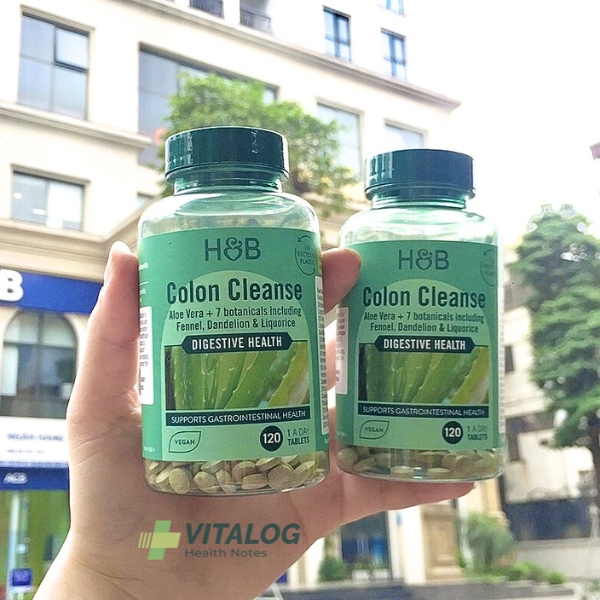 H&B
Colon Cleanse
Aloe Vera + 7 botanicals including
Fennel, Dandelion & Liquorice
DIGESTIVE HEALTH
SUPPORTS GASTROINTESTINAL HEALTH
VEGAN
120
1 A DAY
TABLETS
H&B
Colon Cleanse
Aloe Vera + 7 botanicals including
Fennel, Dandelion & Liquorice
DIGESTIVE HEALTH
SUPPORTS GASTROINTESTINAL HEALTH
VEGAN
120
1 A DAY
TABLETS
VITALOG
Health Notes